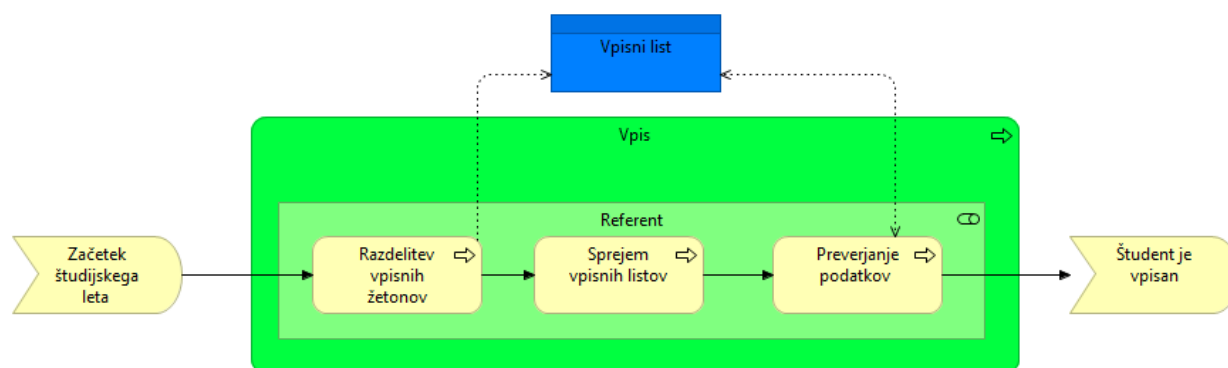 Vpisni list
Vpis
Referent
Začetek
študijskega
leta
Razdelitev
vpisnih
žetonov
Sprejem
vpisnih listov
Preverjanje
podatkov
Študent je
vpisan